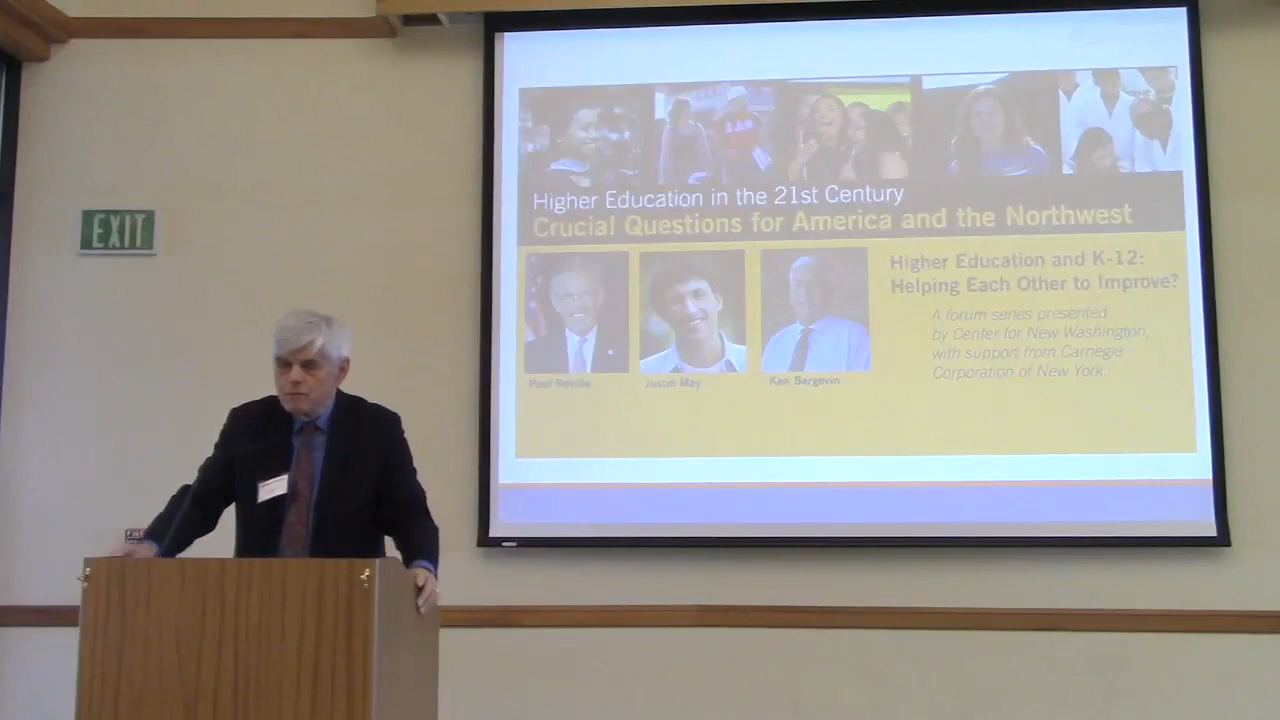 EXIT
Higher Education in the 21st Century
Crucial Questions for America and the Northwest
Higher Education and K-12:
Helping Each Other to Improve?
A forum series presented
by Center for New Washington,
with support from Carnegie
Corporation of New York.
Paul Reville
Justin May
Ken Bergevin
FIRE